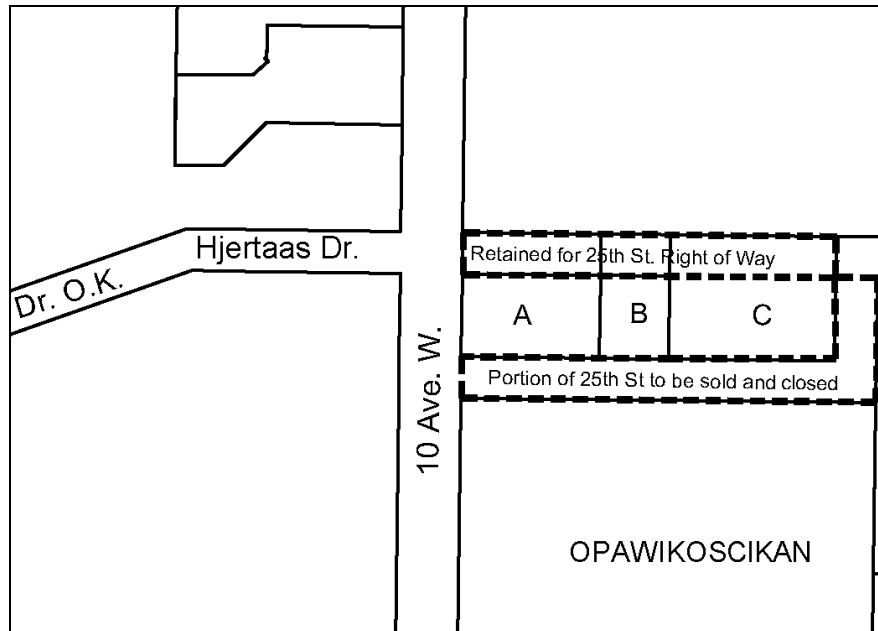 Hjertaas Dr.
Dr. O.K.
Retained for 25th St. Right of Way
A
B
C
10 Ave. W.
Portion of 25th St to be sold and closed
OPAWIKOSCIKAN